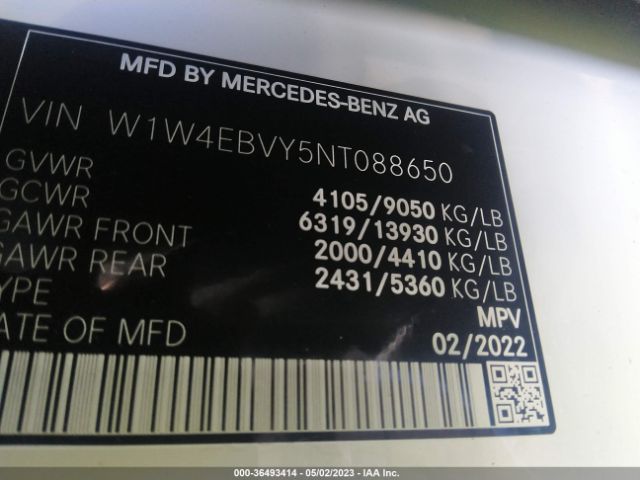 MFD BY MERCEDES-BENZ AG
VIN W1W4EBVY5NT088650
GVWR 4105/9050 KG/LB
GCWR 6319/13930 KG/LB
GAWR FRONT 2000/4410 KG/LB
GAWR REAR 2431/5360 KG/LB
YPE MPV
ATE OF MFD 02/2022
000-36493414 - 05/02/2023 - IAA Inc.